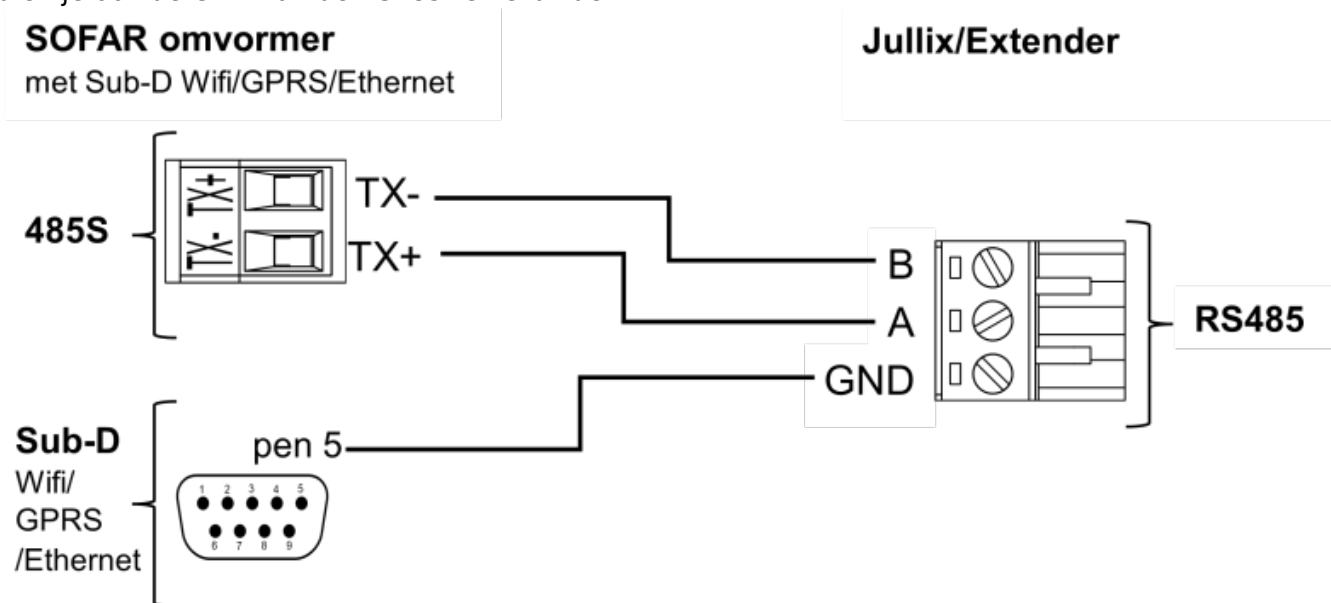 SOFAR omvormer
met Sub-D Wifi/GPRS/Ethernet
Jullix/Extender
485S
TX+
TX-
TX-
TX+
B
A
GND
RS485
Sub-D
Wifi/
GPRS
/Ethernet
pen 5
1 2 3 4 5
6 7 8 9